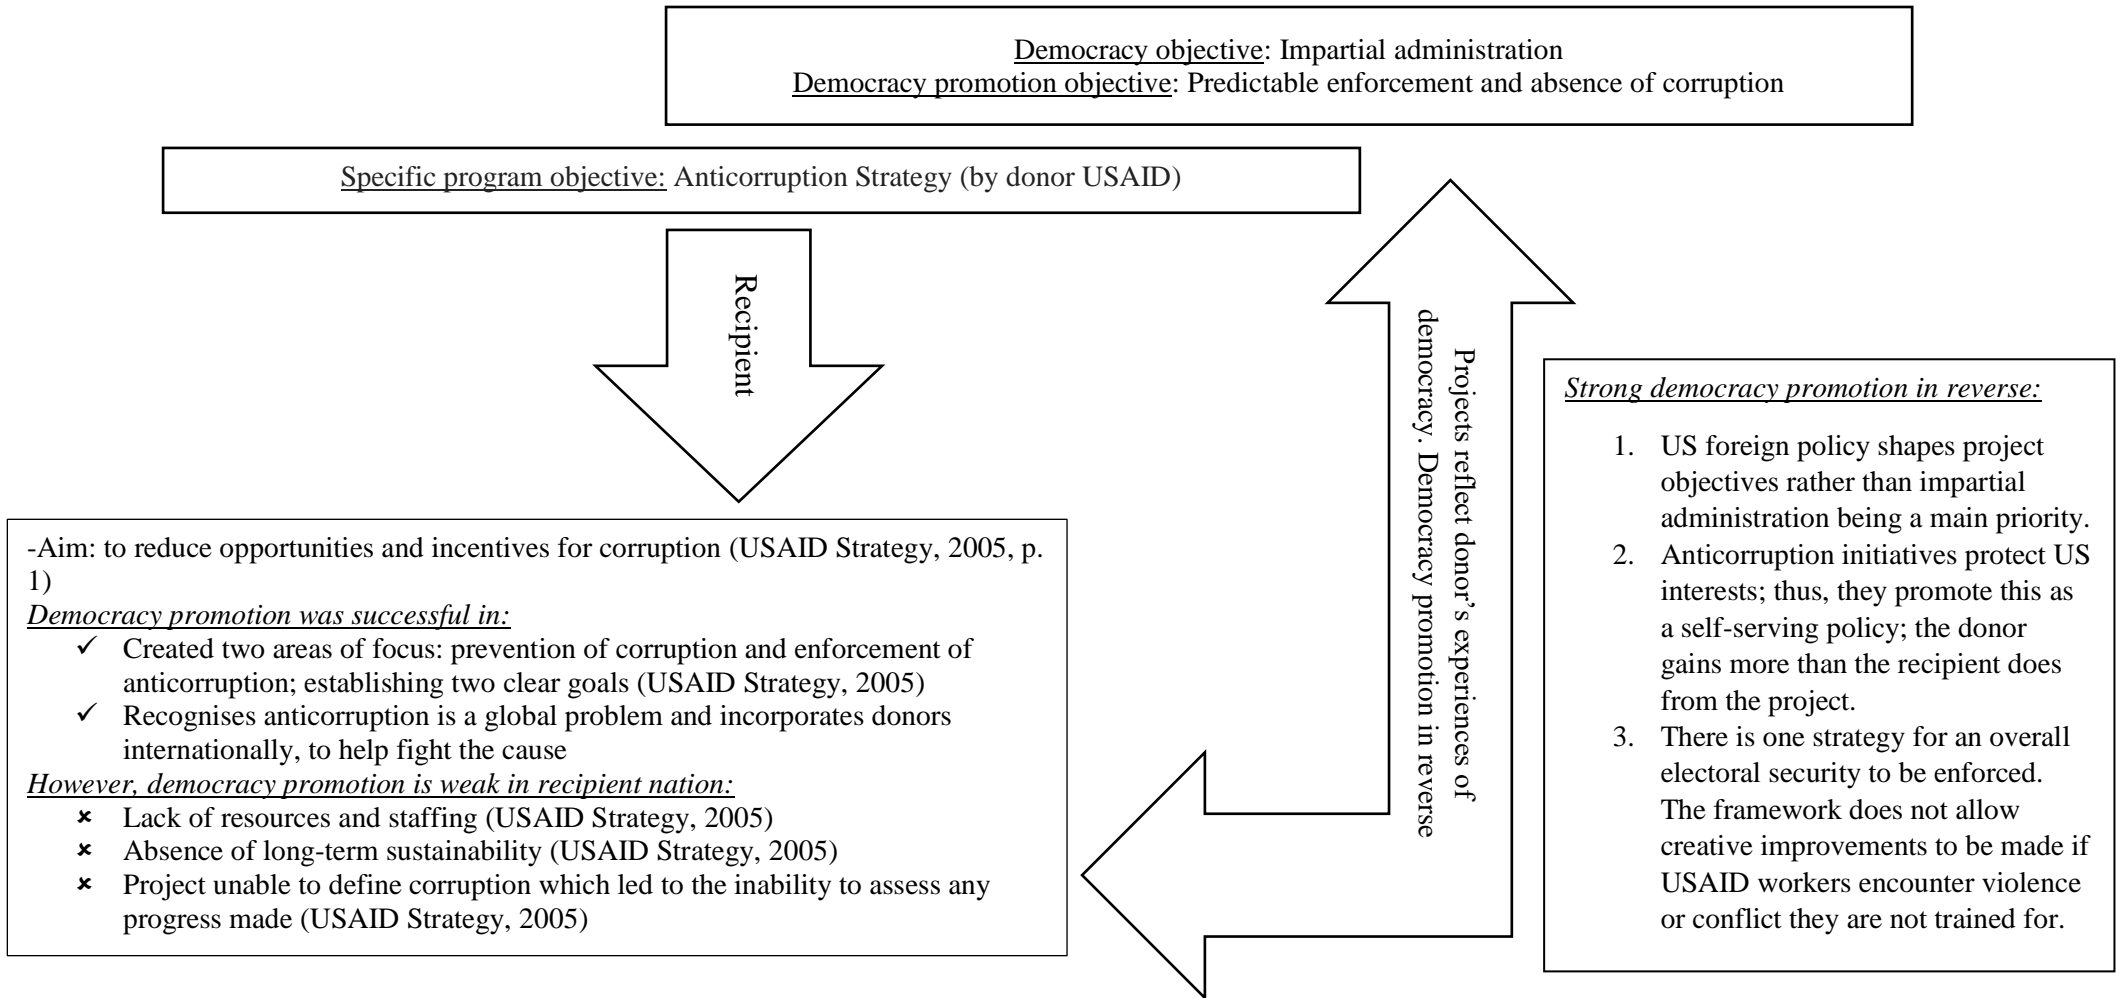 Democracy objective: Impartial administration
Democracy promotion objective: Predictable enforcement and absence of corruption
Specific program objective: Anticorruption Strategy (by donor USAID)
Recipient
-Aim: to reduce opportunities and incentives for corruption (USAID Strategy, 2005, p.
1)
Democracy promotion was successful in:
✓ Created two areas of focus: prevention of corruption and enforcement of
anticorruption; establishing two clear goals (USAID Strategy, 2005)
✓ Recognises anticorruption is a global problem and incorporates donors
internationally, to help fight the cause
However, democracy promotion is weak in recipient nation:
× Lack of resources and staffing (USAID Strategy, 2005)
× Absence of long-term sustainability (USAID Strategy, 2005)
× Project unable to define corruption which led to the inability to assess any
progress made (USAID Strategy, 2005)
Projects reflect donor’s experiences of
democracy. Democracy promotion in reverse
Strong democracy promotion in reverse:
1. US foreign policy shapes project
objectives rather than impartial
administration being a main priority.
2. Anticorruption initiatives protect US
interests; thus, they promote this as
a self-serving policy; the donor
gains more than the recipient does
from the project.
3. There is one strategy for an overall
electoral security to be enforced.
The framework does not allow
creative improvements to be made if
USAID workers encounter violence
or conflict they are not trained for.